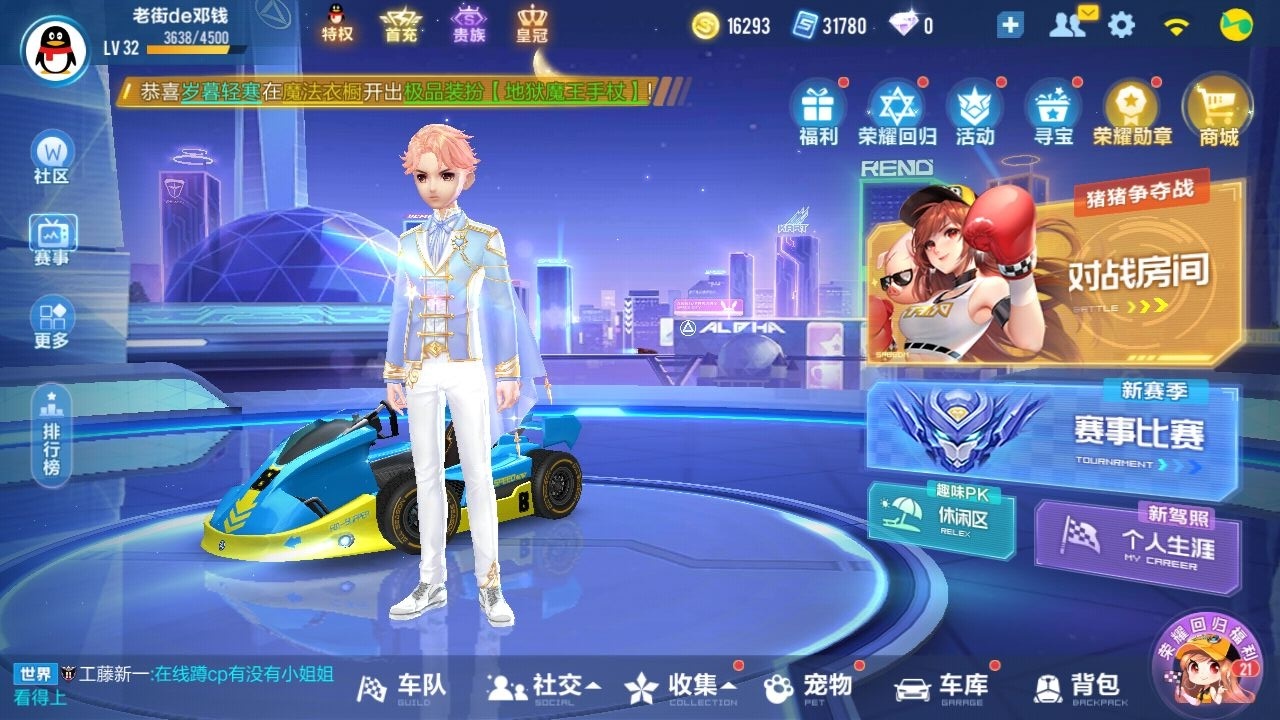 老街de邓钱
LV 32
3638/4500
特权
首充
贵族
皇冠
16293
31780
0
恭喜岁暮轻寒在魔法衣橱开出极品装扮【地狱魔王手杖】!
福利
荣耀回归
活动
寻宝
荣耀勋章
商城
W
社区
赛事
更多
排行榜
RENO
KART
ALPHA
猪猪争夺战
对战房间
BATTLE
新赛季
赛事比赛
TOURNAMENT
趣味PK
休闲区
RELEX
新驾照
个人生涯
MY CAREER
8
荣耀回归福利
21
世界 工藤新一:在线蹲cp有没有小姐姐
看得上
车队
GUILD
社交
SOCIAL
收集
COLLECTION
宠物
PET
车库
GARAGE
背包
BACKPACK